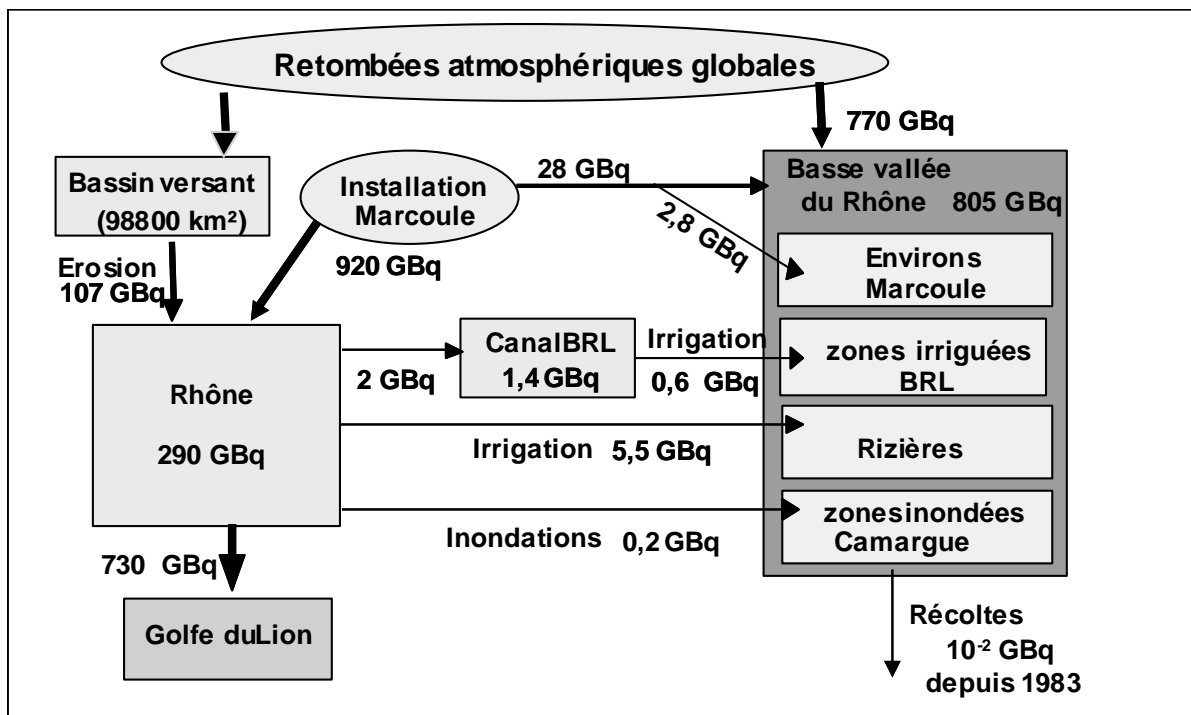 Retombées atmosphériques globales
770 GBq
Bassin versant
(98800 km²)
Installation
Marcoule
28 GBq
2,8 GBq
Basse vallée
du Rhône 805 GBq
Environs
Marcoule
Erosion
107 GBq
920 GBq
Rhône
290 GBq
2 GBq
CanalBRL
1,4 GBq
Irrigation
0,6 GBq
zones irriguées
BRL
Irrigation 5,5 GBq
Rizières
Inondations 0,2 GBq
zonesinondées
Camargue
730 GBq
Golfe duLion
Récoltes
10⁻² GBq
depuis 1983